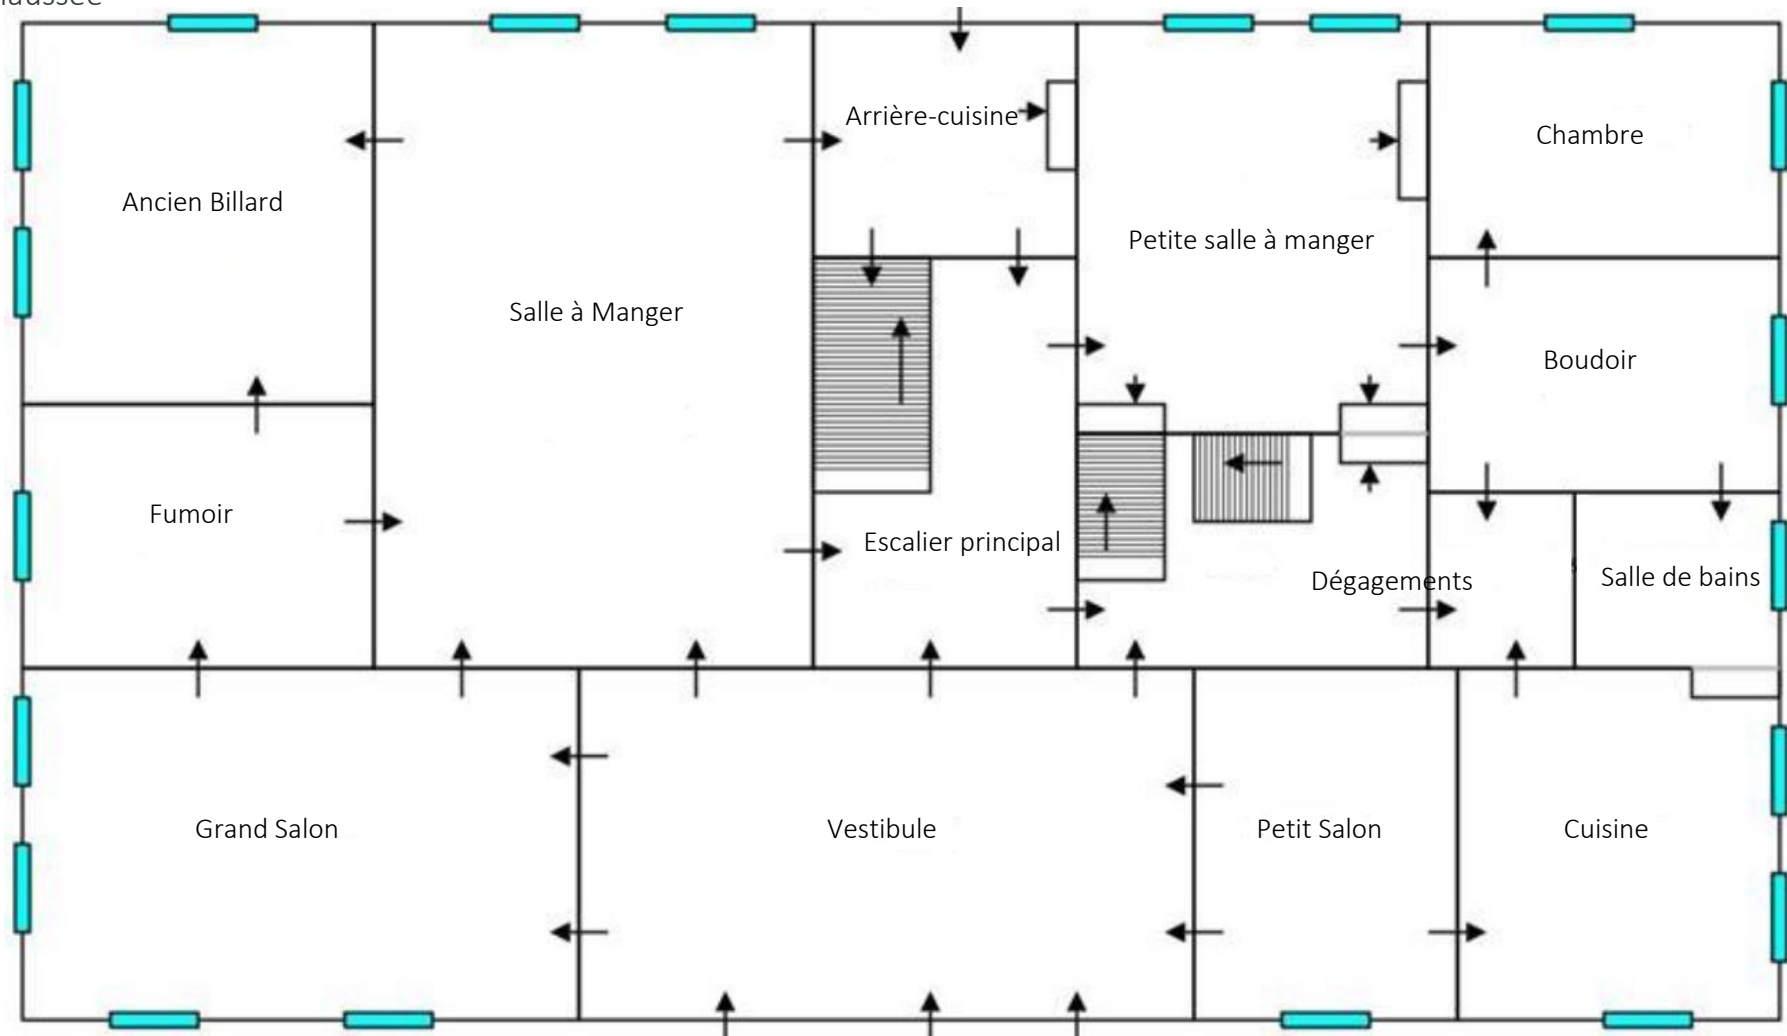 Arrière-cuisine
Chambre
Ancien Billard
Petite salle à manger
Salle à Manger
Boudoir
Fumoir
Escalier principal
Dégagements
Salle de bains
Grand Salon
Vestibule
Petit Salon
Cuisine